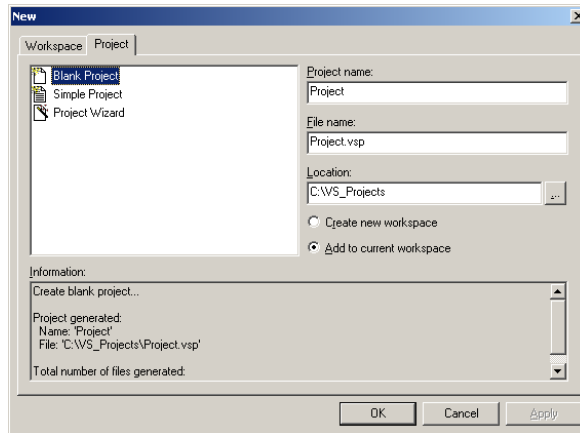 New
Workspace
Project
Blank Project
Simple Project
Project Wizard
Project name:
Project
File name:
Project.vsp
Location:
C:\VS_Projects
...
Create new workspace
Add to current workspace
Information:
Create blank project...
Project generated:
Name: 'Project'
File: 'C:\VS_Projects\Project.vsp'
Total number of files generated:
OK
Cancel
Apply